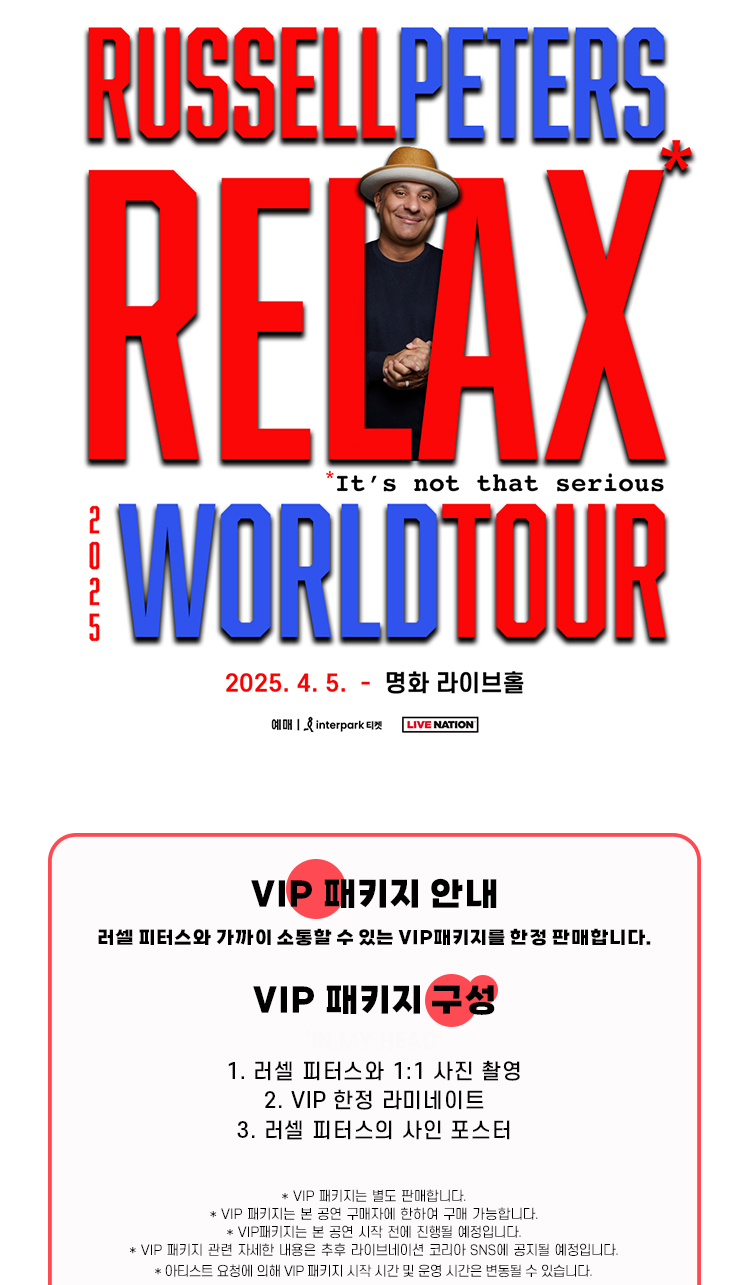 RUSSELLPETERS
RELAX*
*It's not that serious
2025
WORLDTOUR
2025. 4. 5. - 명화 라이브홀
예매 | interpark 티켓 LIVE NATION
VIP 패키지 안내
러셀 피터스와 가까이 소통할 수 있는 VIP패키지를 한정 판매합니다.
VIP 패키지 구성
1. 러셀 피터스와 1:1 사진 촬영
2. VIP 한정 라미네이트
3. 러셀 피터스의 사인 포스터
* VIP 패키지는 별도 판매합니다.
* VIP 패키지는 본 공연 구매자에 한하여 구매 가능합니다.
* VIP패키지는 본 공연 시작 전에 진행될 예정입니다.
* VIP 패키지 관련 자세한 내용은 추후 라이브네이션 코리아 SNS에 공지될 예정입니다.
* 아티스트 요청에 의해 VIP 패키지 시작 시간 및 운영 시간은 변동될 수 있습니다.